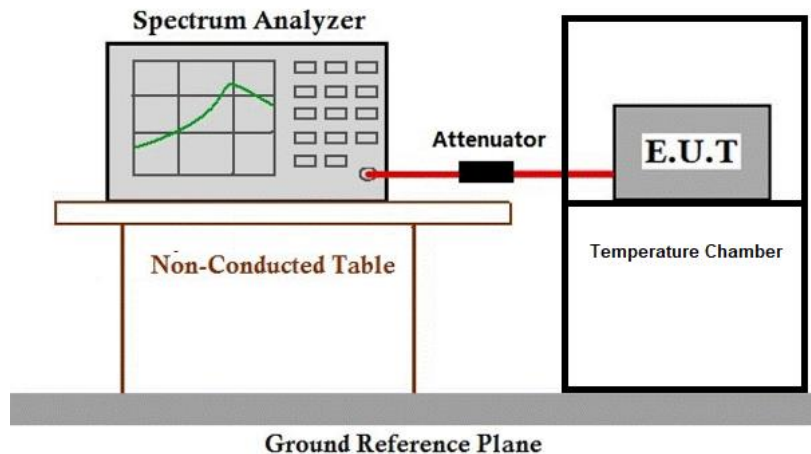 Spectrum Analyzer
Attenuator
E.U.T
Non-Conducted Table
Temperature Chamber
Ground Reference Plane